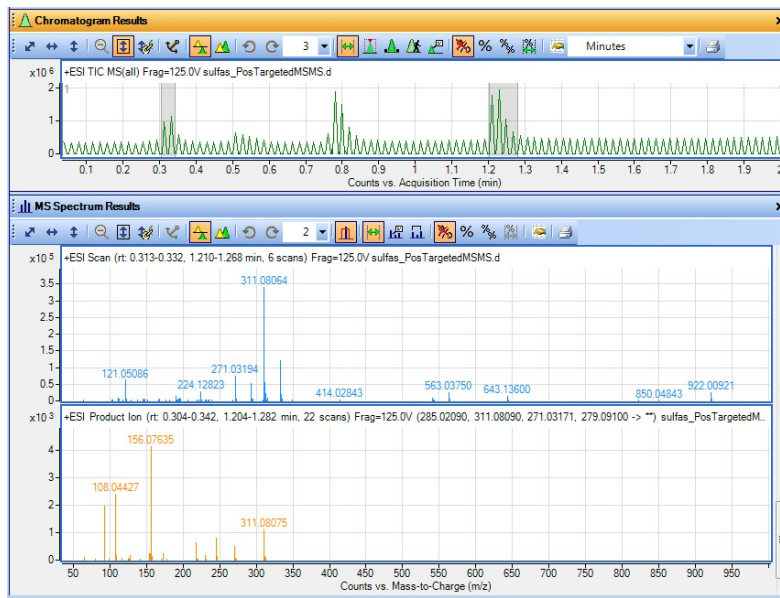 Chromatogram Results
3 % Minutes
x10 6
+ESI TIC MS(all) Frag=125.0V sulfas_PosTargetedMSMS.d
2
1
1
0
0.1 0.2 0.3 0.4 0.5 0.6 0.7 0.8 0.9 1 1.1 1.2 1.3 1.4 1.5 1.6 1.7 1.8 1.9 2
Counts vs. Acquisition Time (min)
MS Spectrum Results
2 %
x10 5
+ESI Scan (rt: 0.313-0.332, 1.210-1.268 min, 6 scans) Frag=125.0V sulfas_PosTargetedMSMS.d
3.5
311.08064
3
2.5
2
1.5
1
121.05086 271.03194
0.5
224.12823 414.02843 563.03750 643.13600 850.04843 922.00921
0
x10 3
+ESI Product Ion (rt: 0.304-0.342, 1.204-1.282 min, 22 scans) Frag=125.0V (285.02090, 311.08090, 271.03171, 279.09100 -> **) sulfas_PosTargetedM..
156.07635
4
3
108.04427
2
1
311.08075
0
50 100 150 200 250 300 350 400 450 500 550 600 650 700 750 800 850 900 950
Counts vs. Mass-to-Charge (m/z)